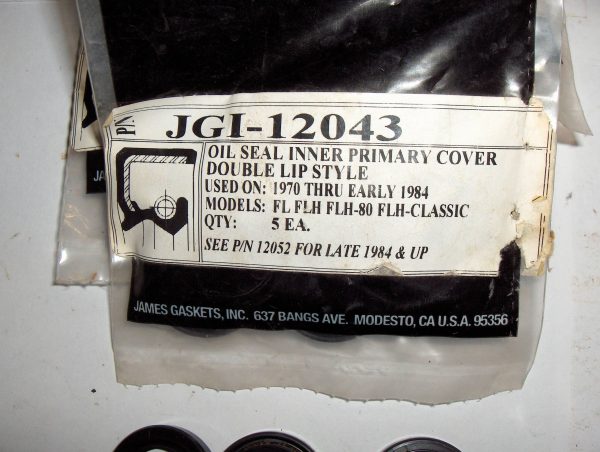 P/N JGI-12043
OIL SEAL INNER PRIMARY COVER
DOUBLE LIP STYLE
USED ON: 1970 THRU EARLY 1984
MODELS: FL FLH FLH-80 FLH-CLASSIC
QTY: 5 EA.
SEE P/N 12052 FOR LATE 1984 & UP
JAMES GASKETS, INC. 637 BANGS AVE. MODESTO, CA U.S.A. 95356
JAMES